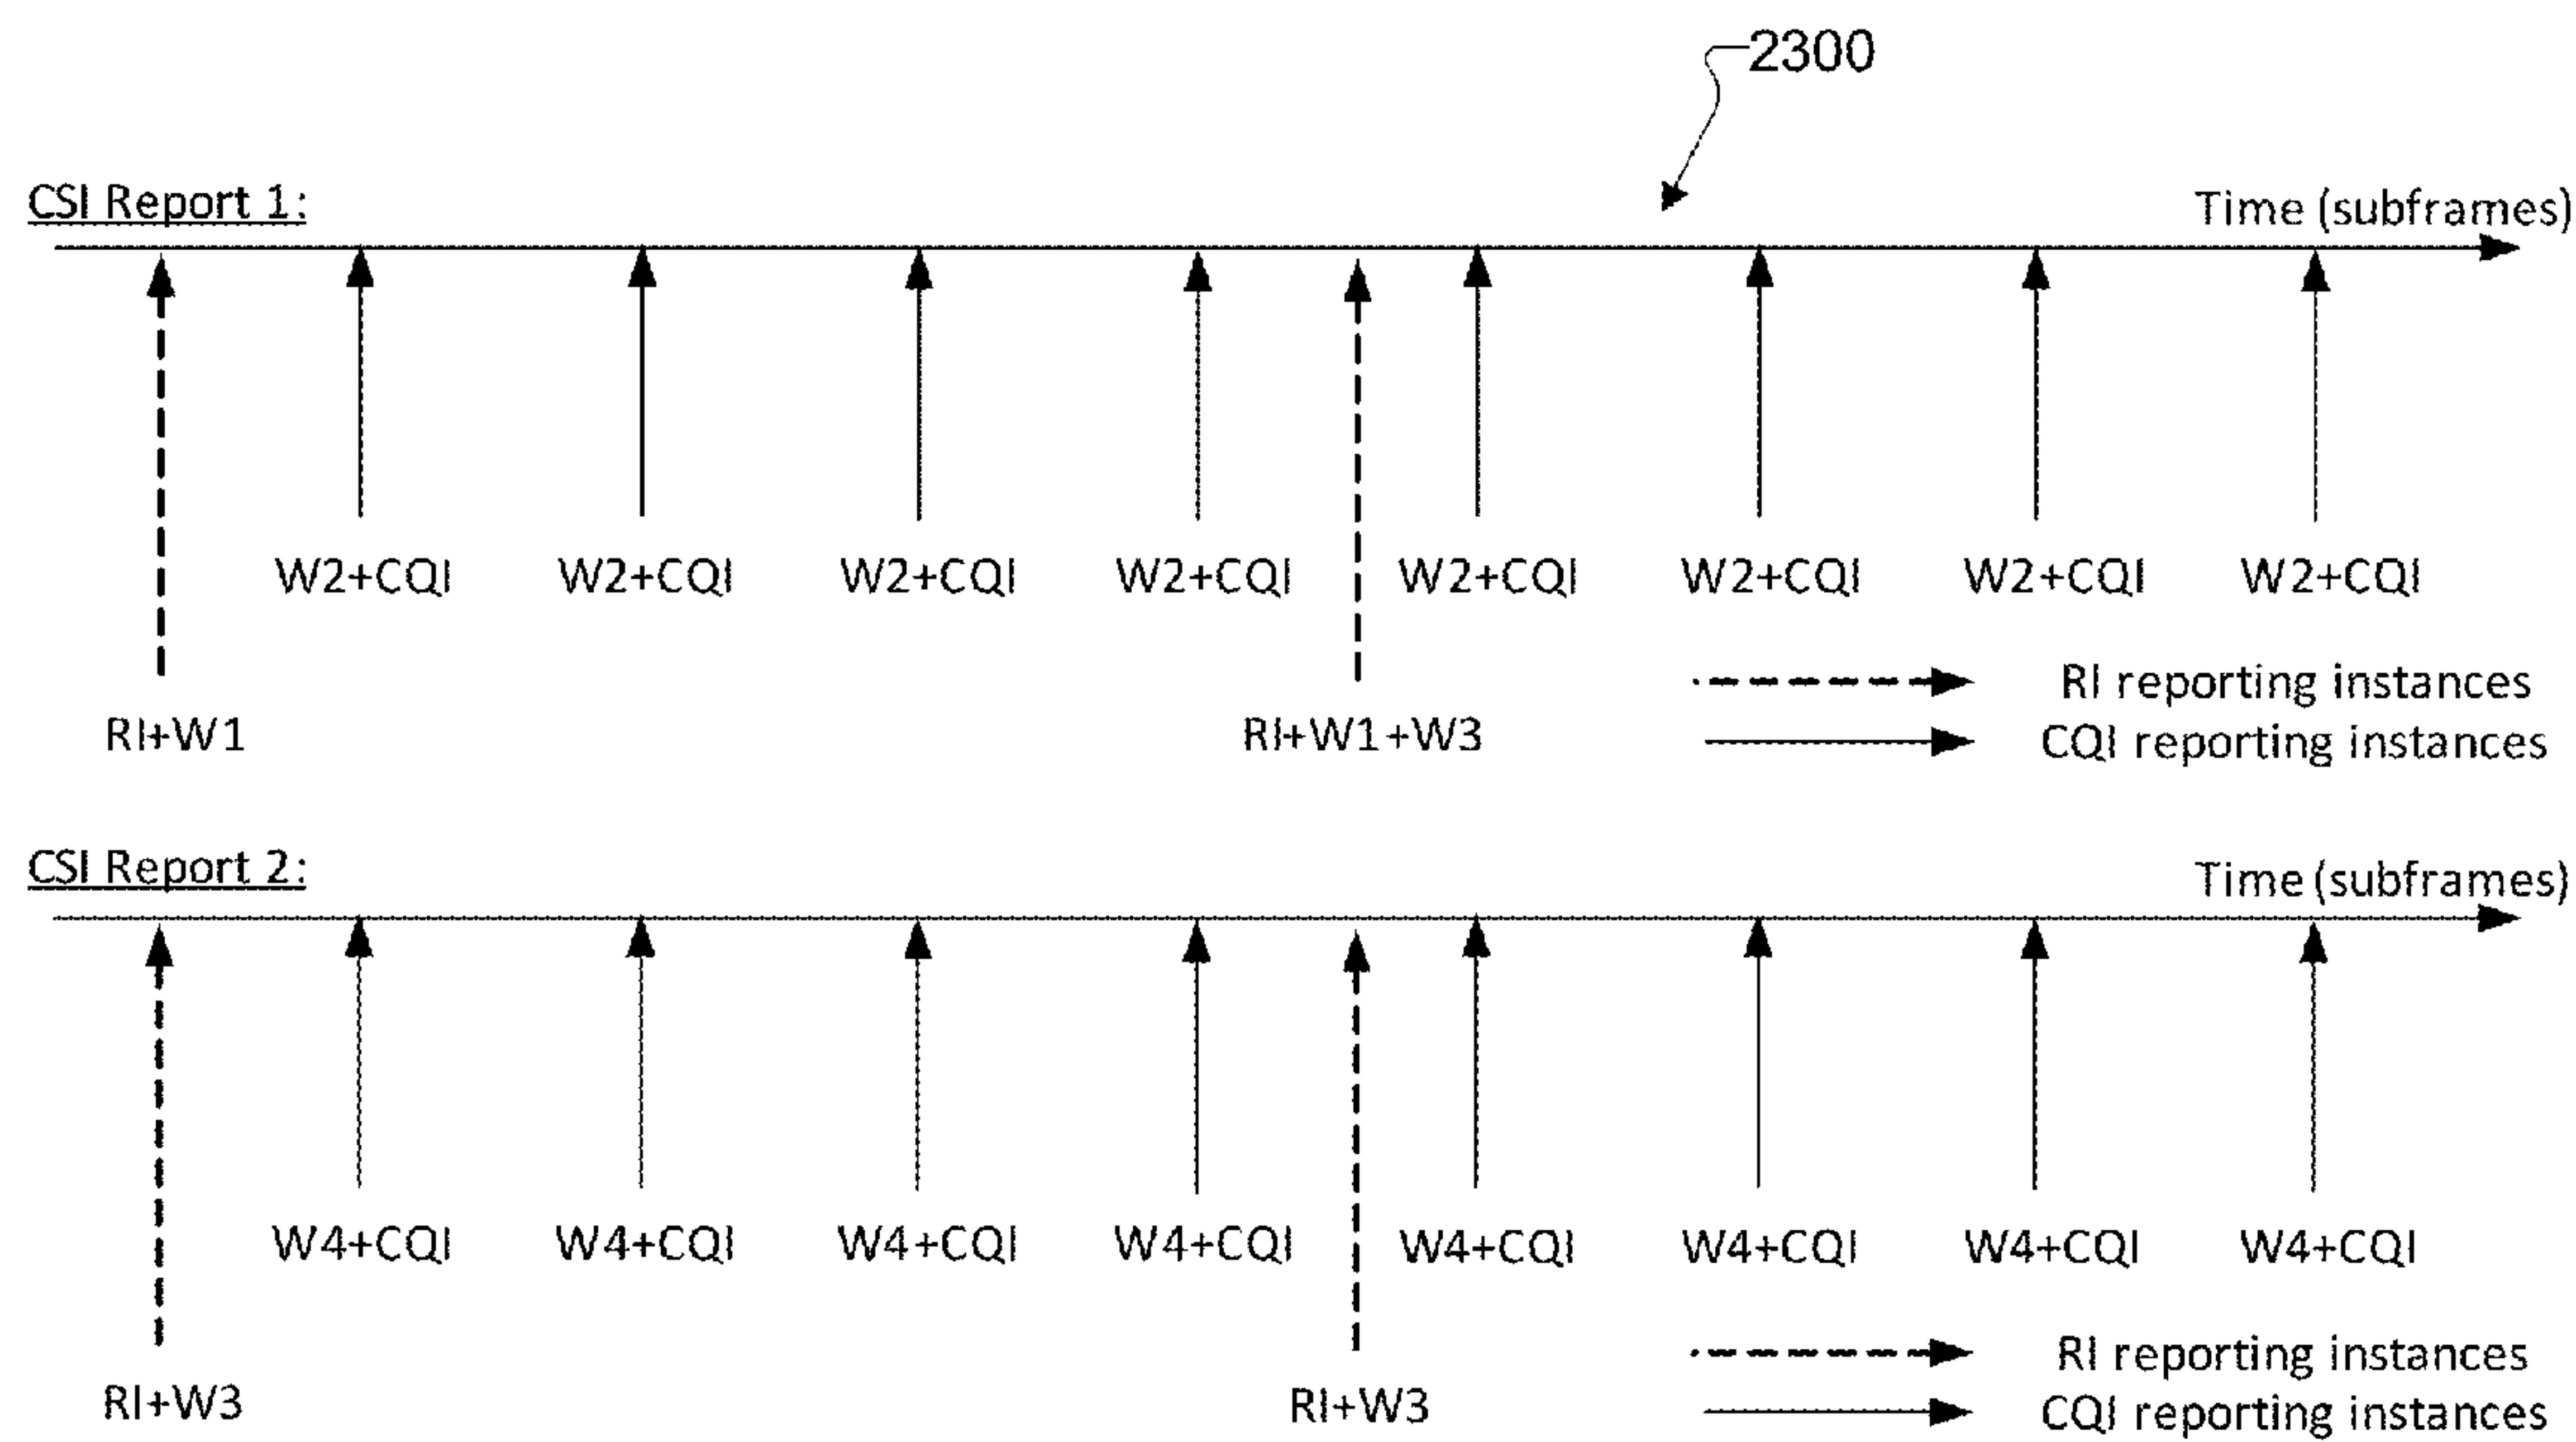 2300
CSI Report 1:
Time (subframes)
W2+CQI W2+CQI W2+CQI W2+CQI W2+CQI W2+CQI W2+CQI W2+CQI
RI reporting instances
RI+W1 RI+W1+W3
CQI reporting instances
CSI Report 2:
Time (subframes)
W4+CQI W4+CQI W4+CQI W4+CQI W4+CQI W4+CQI W4+CQI W4+CQI
RI reporting instances
RI+W3 RI+W3
CQI reporting instances